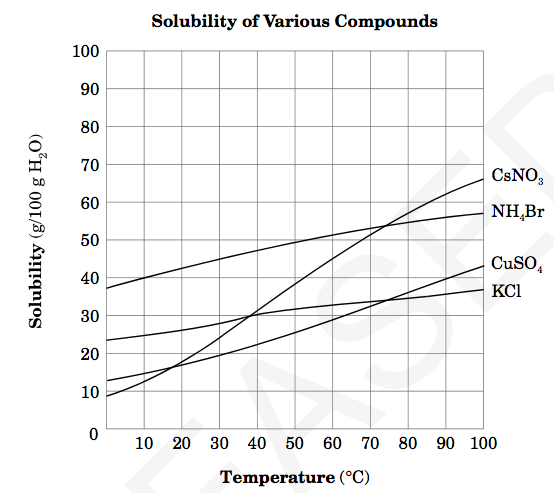 Solubility of Various Compounds
Solubility (g/100 g H₂O)
100
90
80
70
60
50
40
30
20
10
0
CsNO₃
NH₄Br
CuSO₄
KCl
10 20 30 40 50 60 70 80 90 100
Temperature (°C)